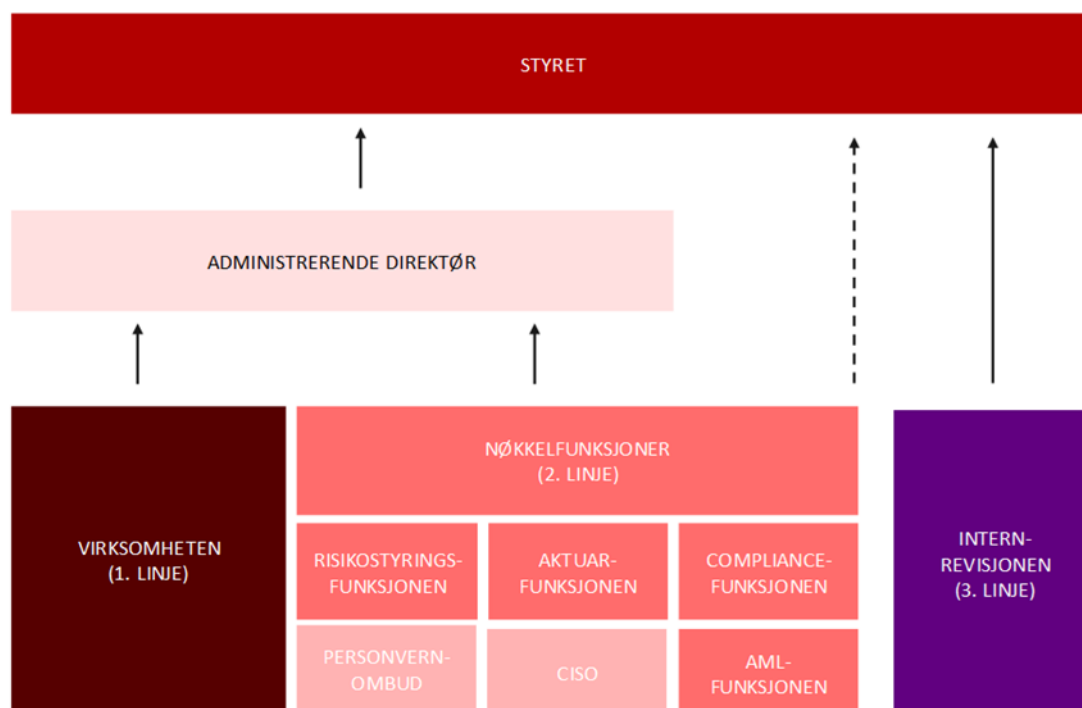 STYRET
ADMINISTRERENDE DIREKTØR
VIRKSOMHETEN
(1. LINJE)
NØKKELFUNKSJONER
(2. LINJE)
RISIKOSTYRINGS-
FUNKSJONEN
AKTUAR-
FUNKSJONEN
COMPLIANCE-
FUNKSJONEN
PERSONVERN-
OMBUD
CISO
AML-
FUNKSJONEN
INTERN-
REVISJONEN
(3. LINJE)